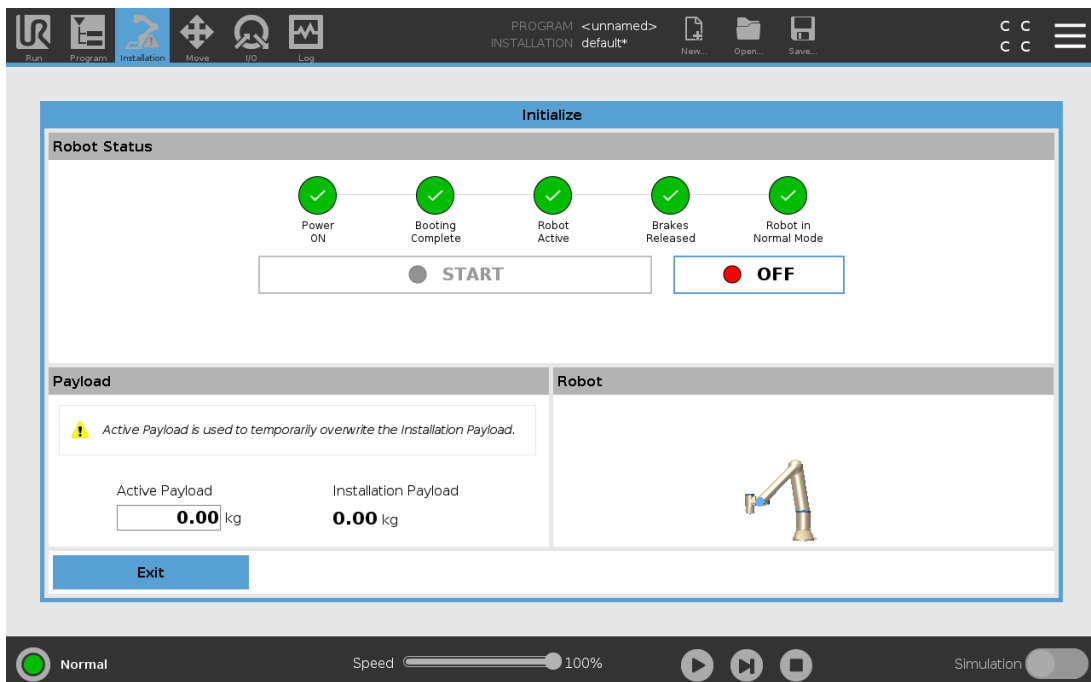 UR
PROGRAM <unnamed>
INSTALLATION default*
C C
C C
Run
Program
Installation
Move
I/O
Log
New...
Open...
Save...
Initialize
Robot Status
Power
ON
Booting
Complete
Robot
Active
Brakes
Released
Robot in
Normal Mode
START
OFF
Payload
Robot
Active Payload is used to temporarily overwrite the Installation Payload.
Active Payload
Installation Payload
0.00 kg
0.00 kg
Exit
Normal
Speed
100%
Simulation